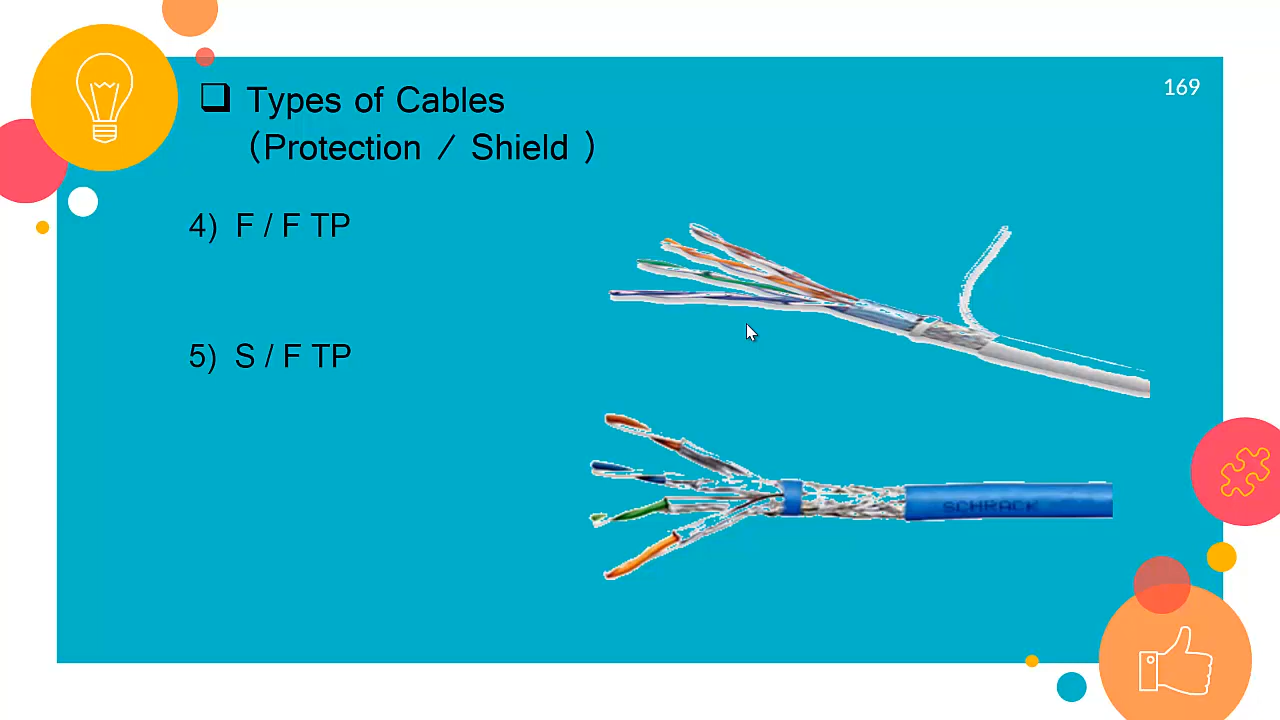 Types of Cables
(Protection / Shield )
169
4) F / F TP
5) S / F TP
SCHRACK